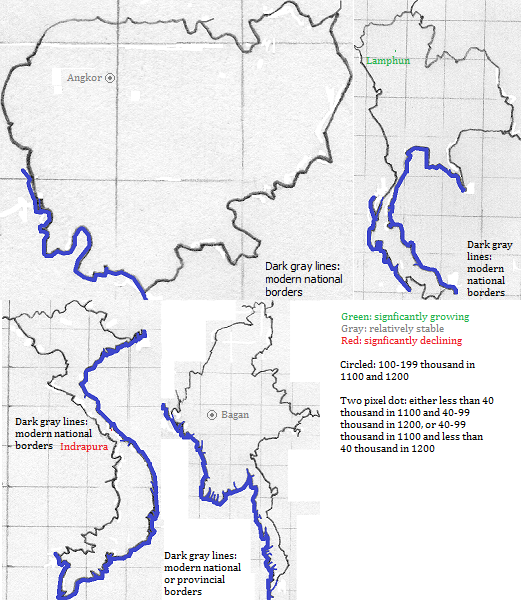 Angkor
Dark gray lines:
modern national
borders
Lamphun
Dark gray
lines:
modern
national
borders
Dark gray lines:
modern national
borders
Indrapura
Bagan
Dark gray lines:
modern national
or provincial
borders
Green: signficantly growing
Gray: relatively stable
Red: signficantly declining
Circled: 100-199 thousand in
1100 and 1200
Two pixel dot: either less than 40
thousand in 1100 and 40-99
thousand in 1200, or 40-99
thousand in 1100 and less than
40 thousand in 1200